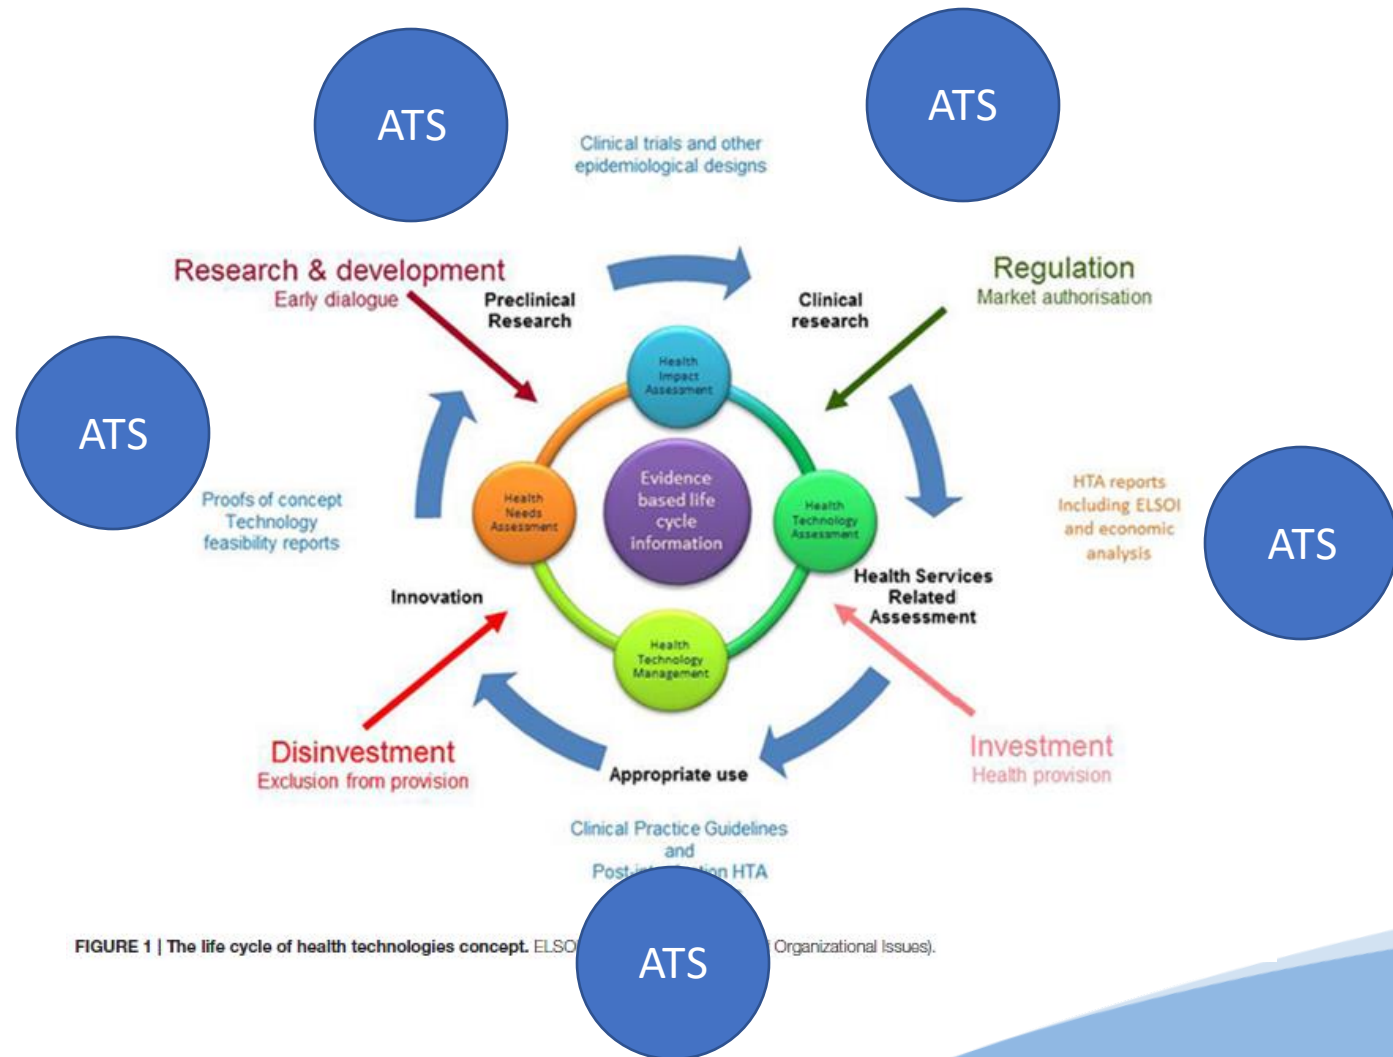 ATS
ATS
Clinical trials and other
epidemiological designs
Research & development
Early dialogue
Regulation
Market authorisation
Preclinical
Research
Clinical
research
Health
Impact
Assessment
ATS
Proofs of concept
Technology
feasibility reports
Health
Needs
Assessment
Evidence
based life
cycle
information
Health
Technology
Assessment
HTA reports
Including ELSOI
and economic
analysis
ATS
Innovation
Health Services
Related
Assessment
Health
Technology
Management
Disinvestment
Exclusion from provision
Investment
Health provision
Appropriate use
Clinical Practice Guidelines
and
HTA
ATS
FIGURE 1 | The life cycle of health technologies concept. Organizational Issues).